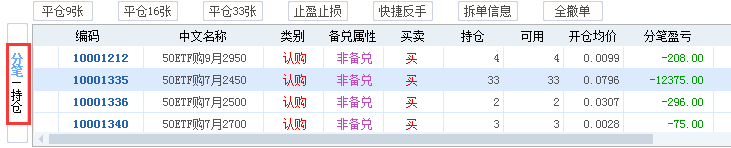 平仓9张 平仓16张 平仓33张 止盈止损 快捷反手 拆单信息 全撤单
分笔
持仓
编码 中文名称 类别 备兑属性 买卖 持仓 可用 开仓均价 分笔盈亏
10001212 50ETF购9月2950 认购 非备兑 买 4 4 0.0099 -208.00
10001335 50ETF购7月2450 认购 非备兑 买 33 33 0.0796 -12375.00
10001336 50ETF购7月2500 认购 非备兑 买 2 2 0.0307 -296.00
10001340 50ETF购7月2700 认购 非备兑 买 3 3 0.0028 -75.00